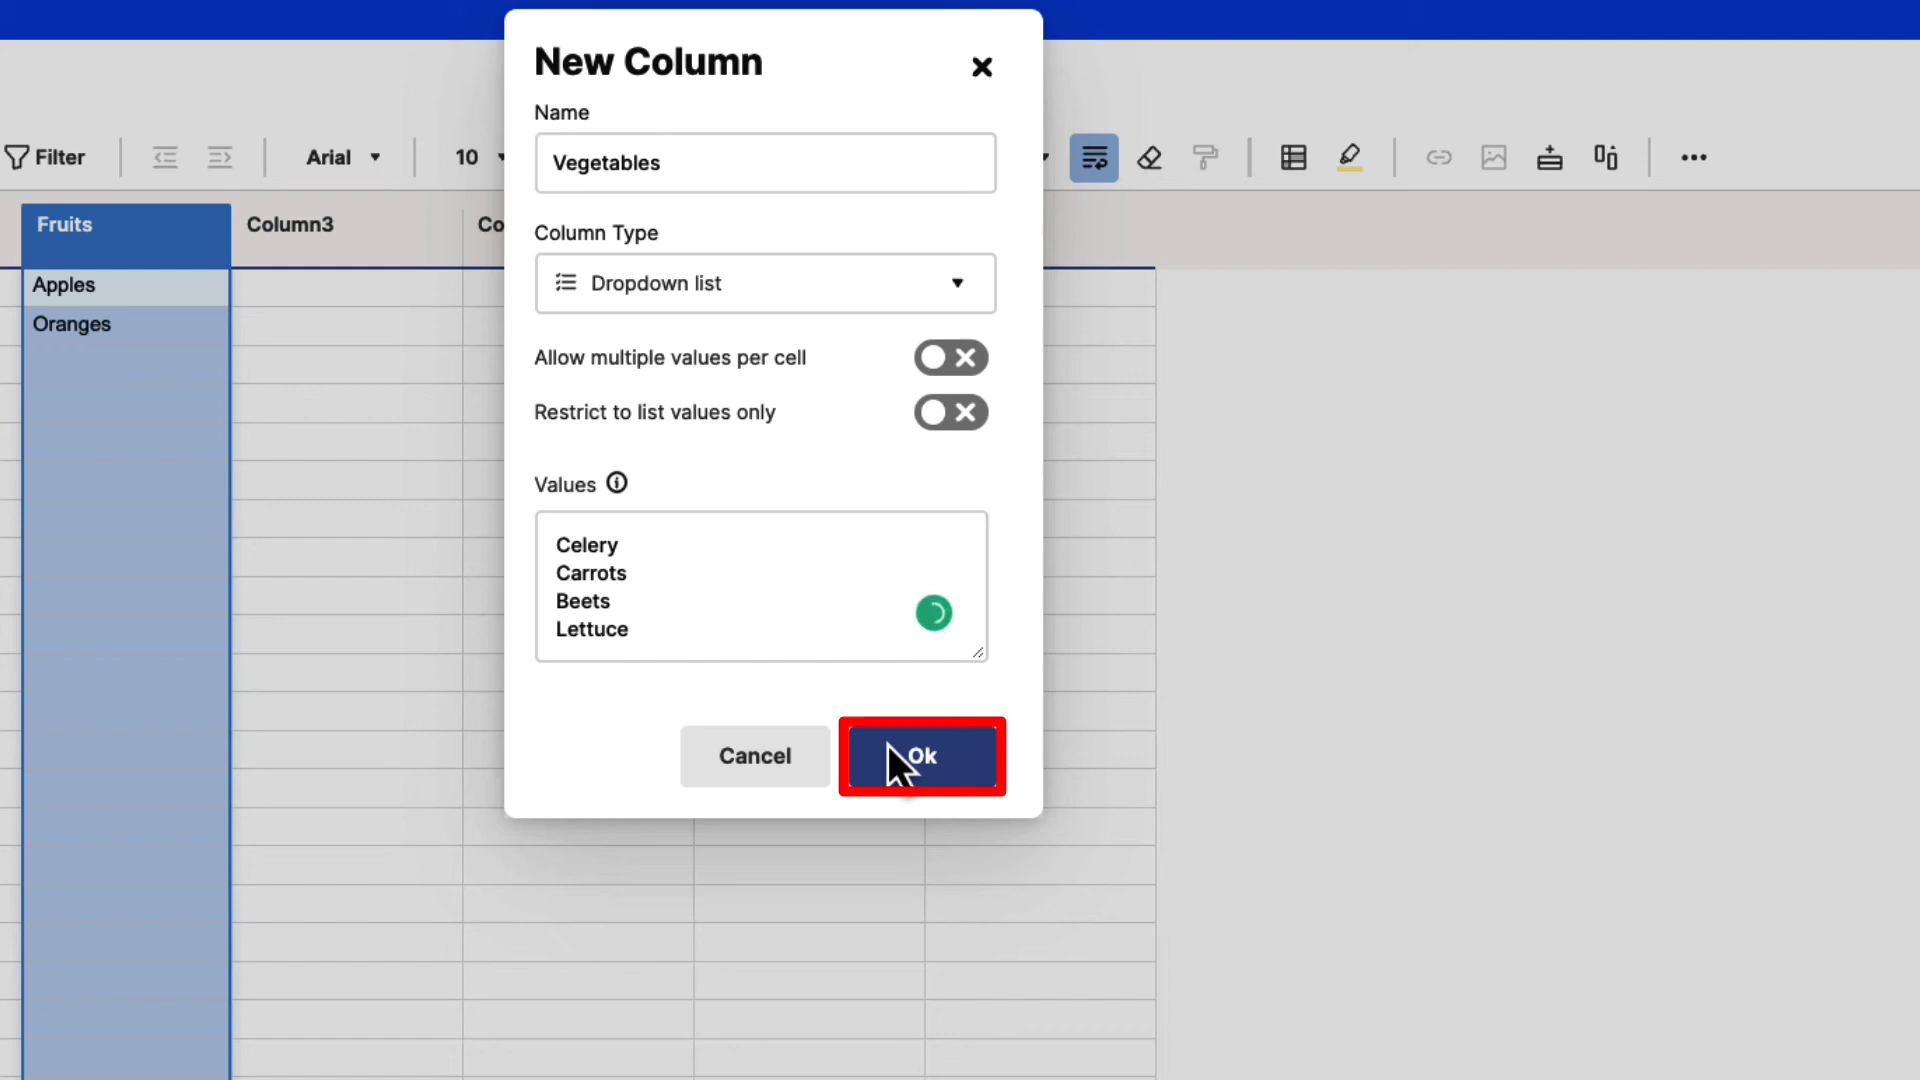 New Column
Name
Vegetables
Filter
Arial
10
Fruits
Column3
Co
Column Type
Dropdown list
Apples
Oranges
Allow multiple values per cell
Restrict to list values only
Values
Celery
Carrots
Beets
Lettuce
Cancel
Ok